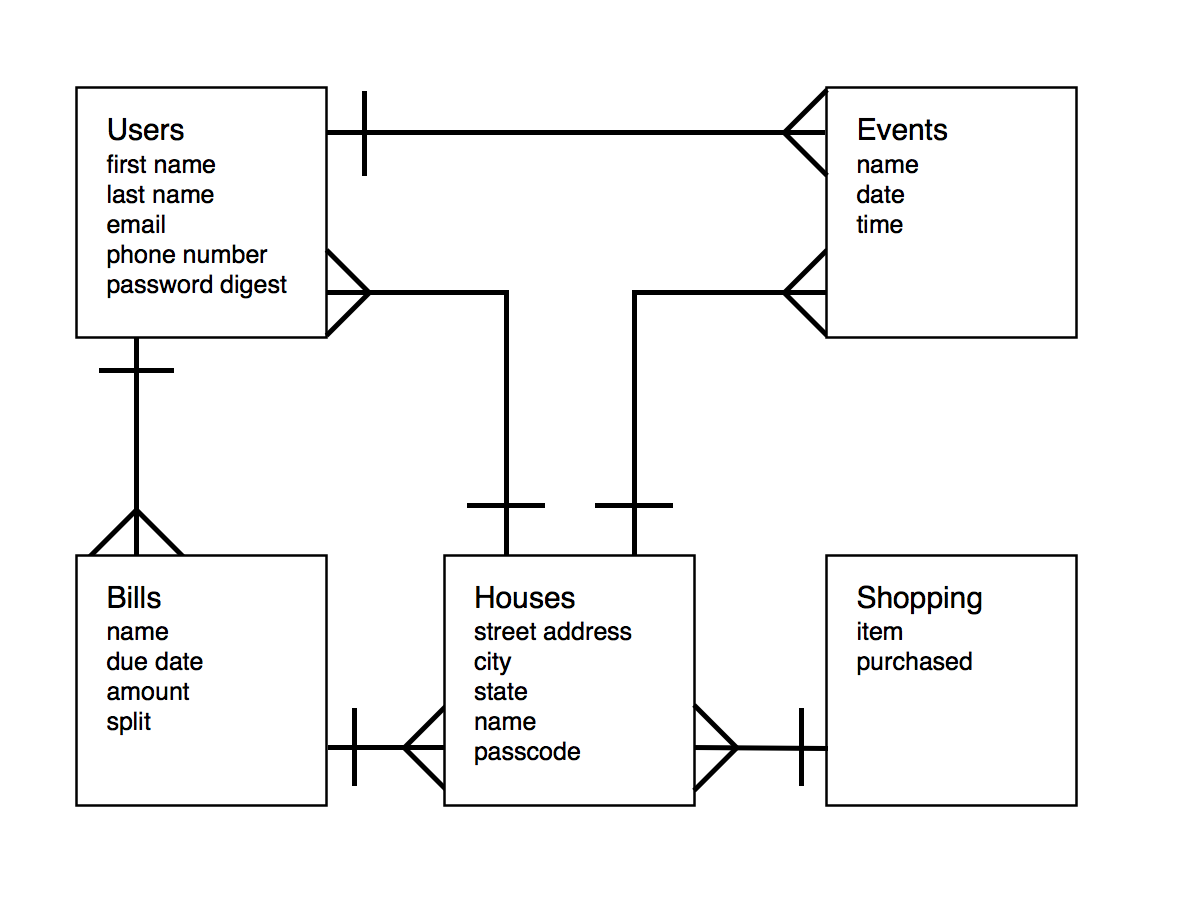 Users
first name
last name
email
phone number
password digest
Events
name
date
time
Bills
name
due date
amount
split
Houses
street address
city
state
name
passcode
Shopping
item
purchased